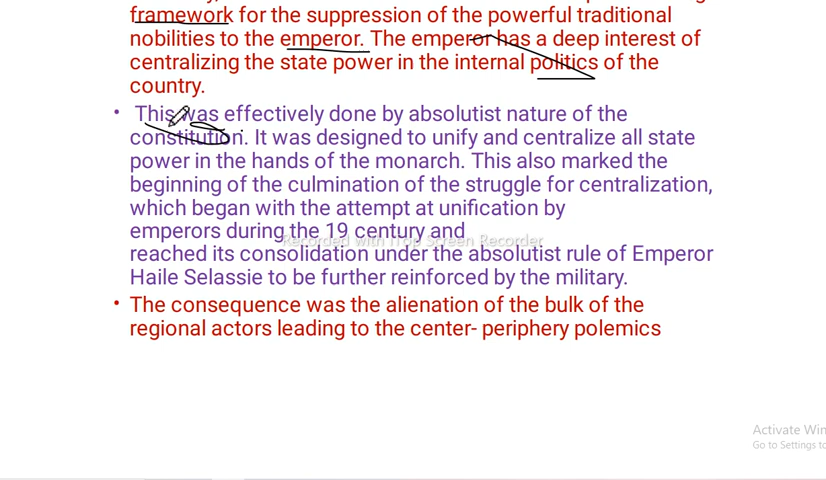 framework for the suppression of the powerful traditional
nobilities to the emperor. The emperor has a deep interest of
centralizing the state power in the internal politics of the
country.
• This was effectively done by absolutist nature of the
constitution. It was designed to unify and centralize all state
power in the hands of the monarch. This also marked the
beginning of the culmination of the struggle for centralization,
which began with the attempt at unification by
emperors during the 19 century and
Recorded with iTop Screen Recorder
reached its consolidation under the absolutist rule of Emperor
Haile Selassie to be further reinforced by the military.
• The consequence was the alienation of the bulk of the
regional actors leading to the center- periphery polemics
Activate Win
Go to Settings to